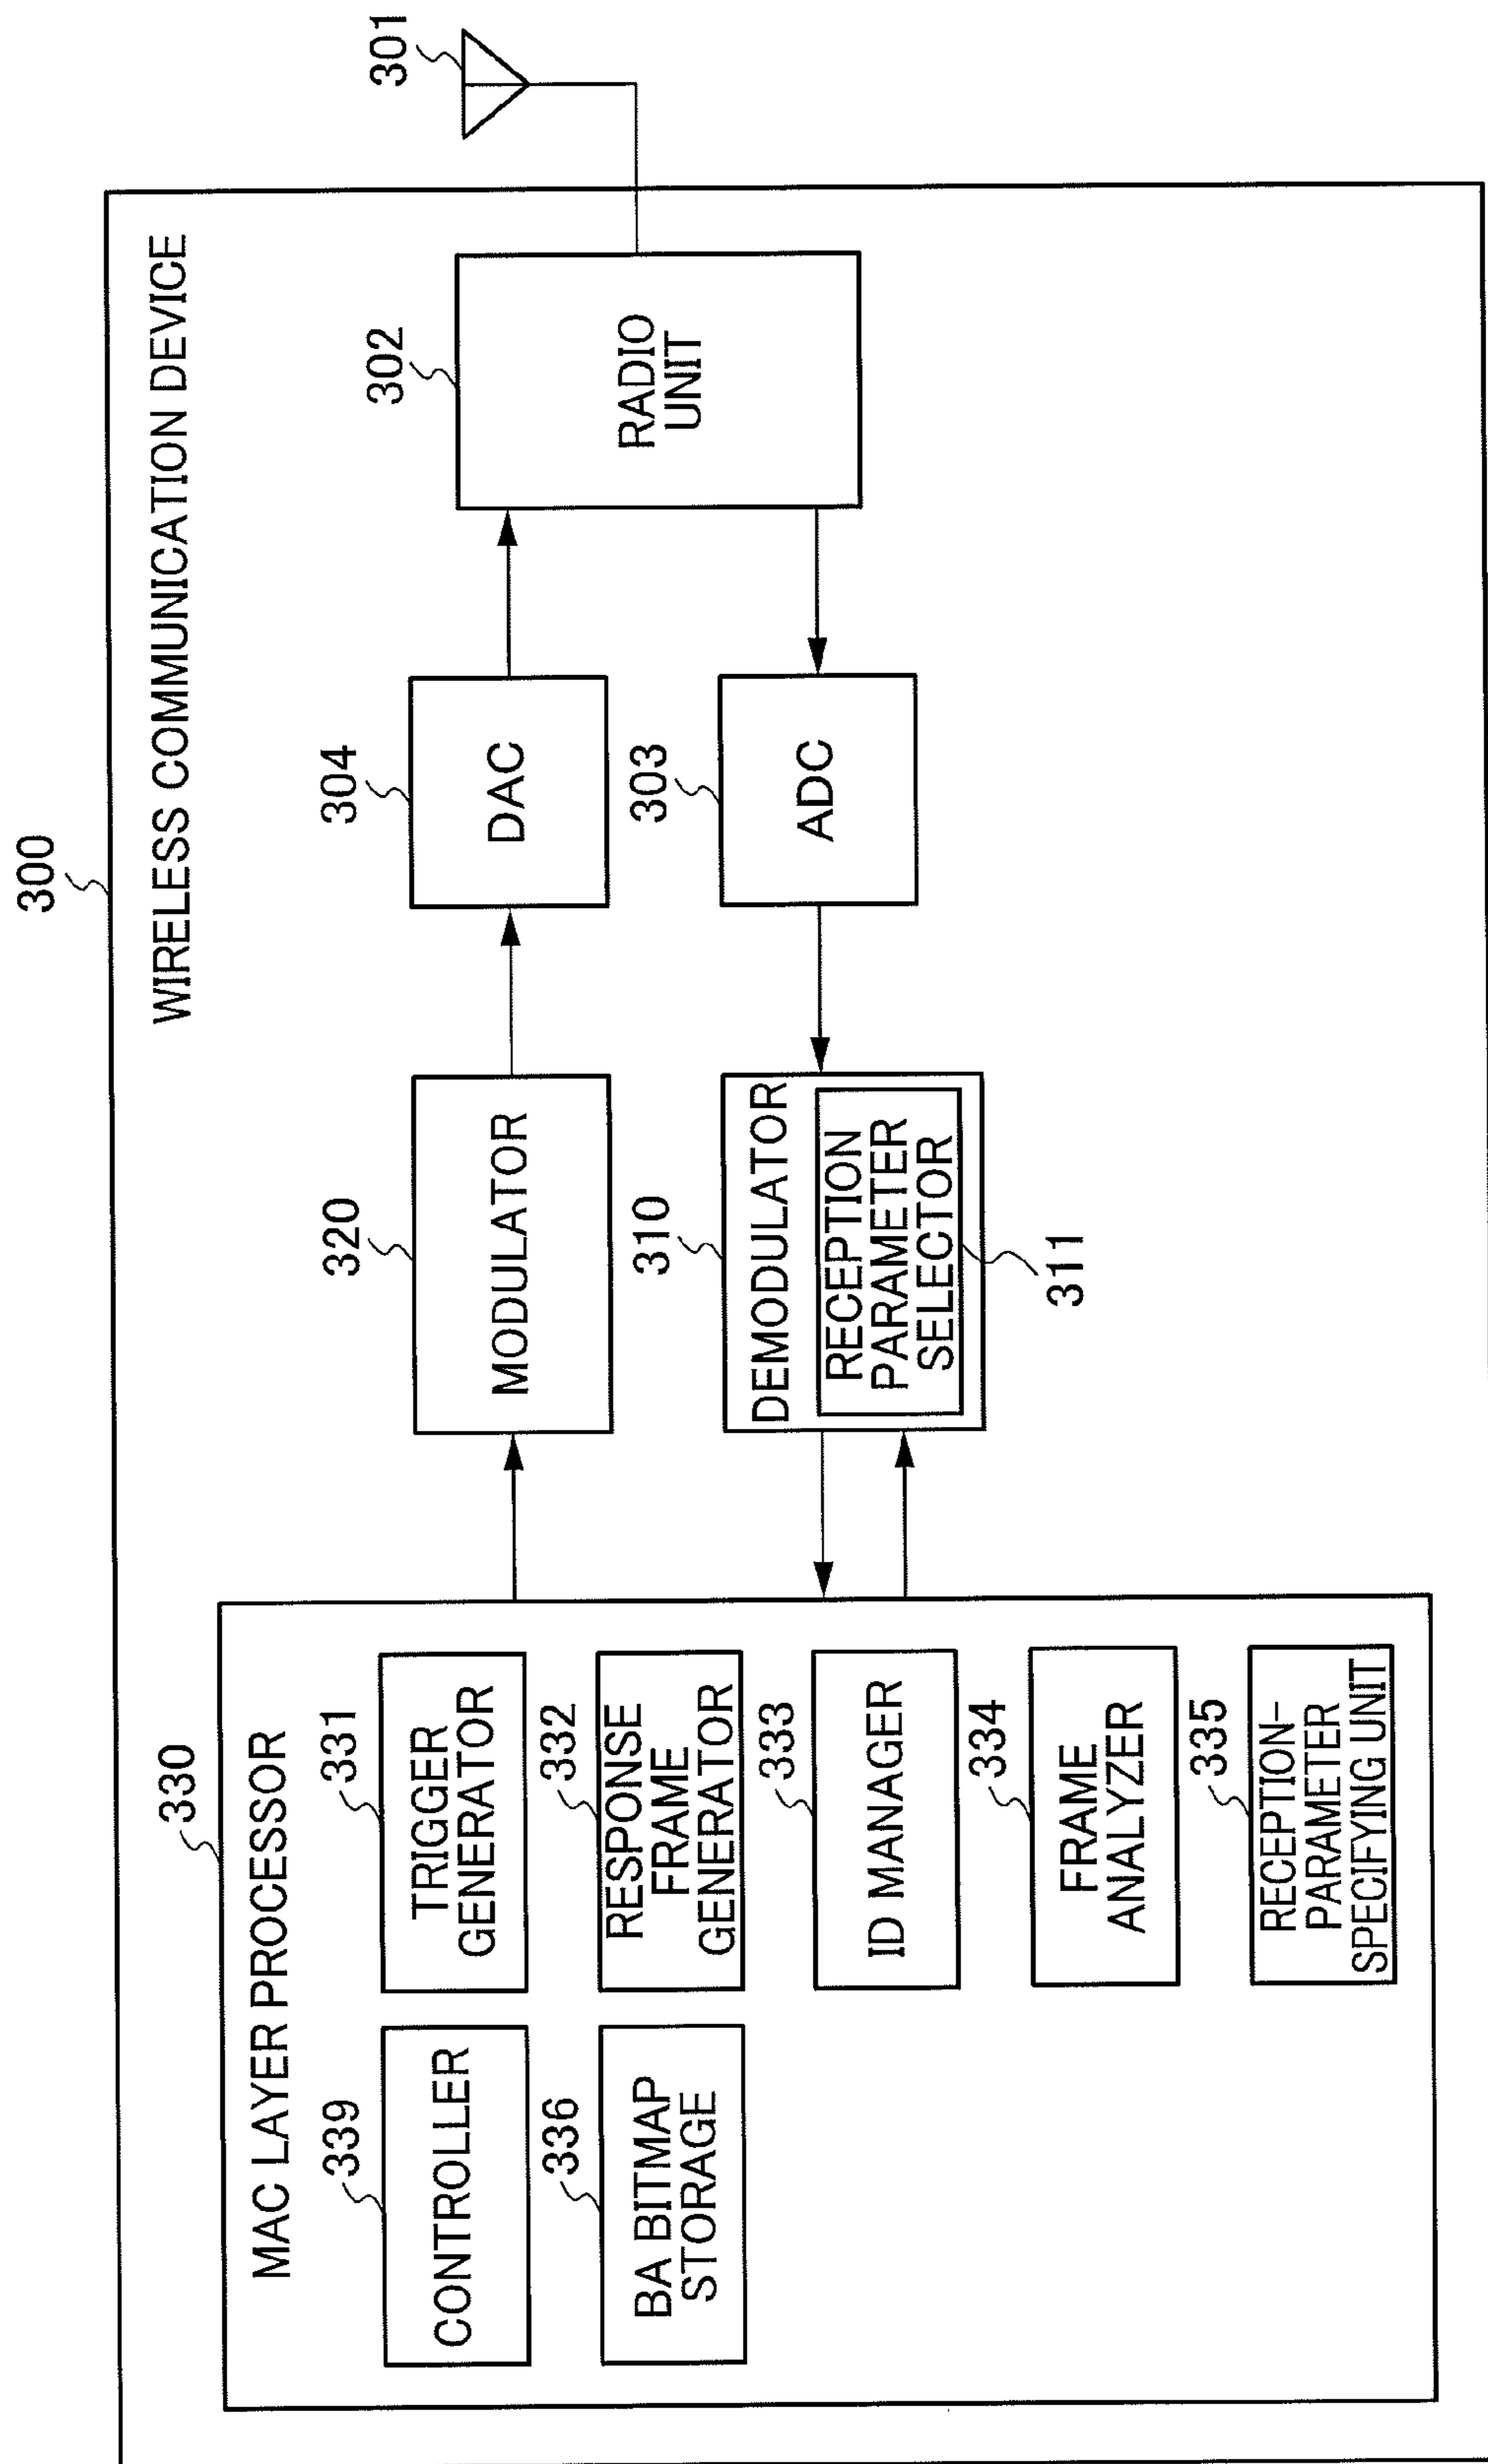 300
WIRELESS COMMUNICATION DEVICE
330
MAC LAYER PROCESSOR
339
CONTROLLER
331
TRIGGER
GENERATOR
320
MODULATOR
304
DAC
302
RADIO
UNIT
301
336
BA BITMAP
STORAGE
332
RESPONSE
FRAME
GENERATOR
333
ID MANAGER
310
DEMODULATOR
RECEPTION
PARAMETER
SELECTOR
311
303
ADC
334
FRAME
ANALYZER
335
RECEPTION-
PARAMETER
SPECIFYING UNIT